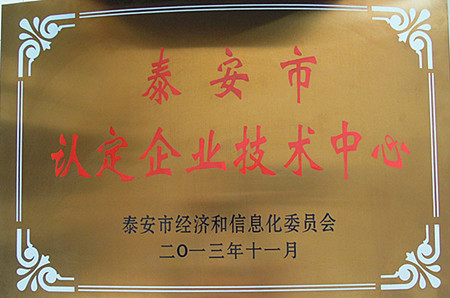 泰安市
认定企业技术中心
泰安市经济和信息化委员会
二〇一三年十一月